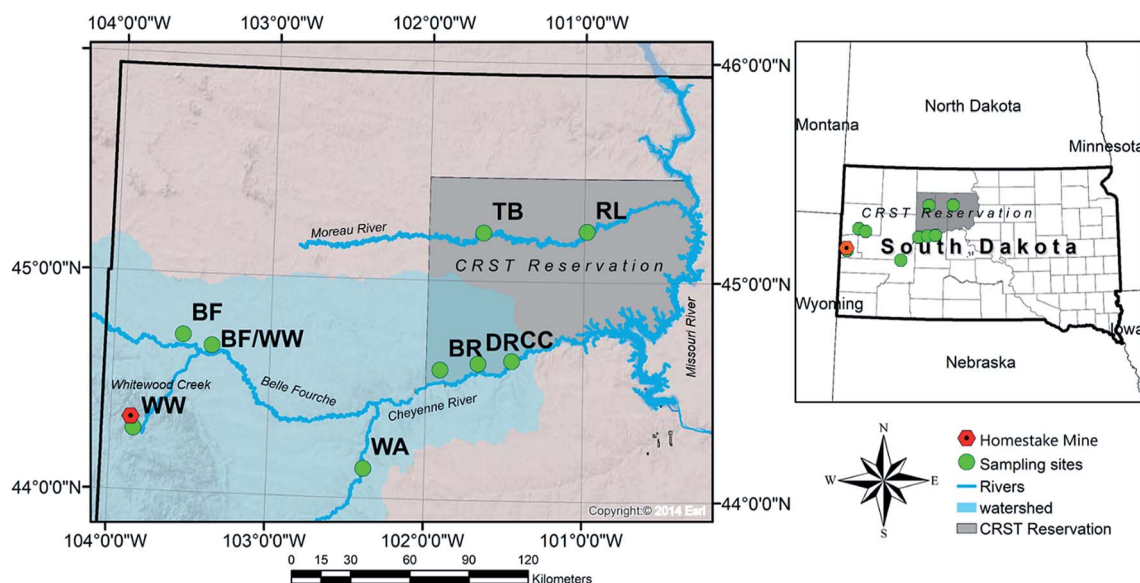 104°0'0"W
103°0'0"W
102°0'0"W
101°0'0"W
46°0'0"N
45°0'0"N
45°0'0"N
44°0'0"N
44°0'0"N
TB
RL
Moreau River
CRST Reservation
BF
BF/WW
BR
DR
CC
Missouri River
Whitewood Creek
Belle Fourche
Cheyenne River
WW
WA
Copyright:© 2014 Esri
104°0'0"W
103°0'0"W
102°0'0"W
101°0'0"W
0 15 30 60 90 120
Kilometers
North Dakota
Montana
Minnesota
CRST Reservation
South Dakota
Wyoming
Iowa
Nebraska
N
W
E
S
Homestake Mine
Sampling sites
Rivers
watershed
CRST Reservation